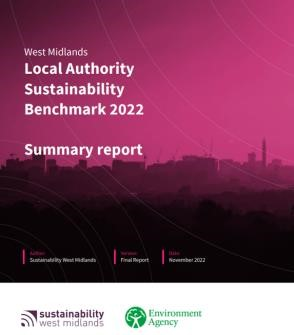 West Midlands
Local Authority
Sustainability
Benchmark 2022
Summary report
Author: Version: Date:
Sustainability West Midlands Final Report November 2022
sustainability
west midlands
Environment
Agency